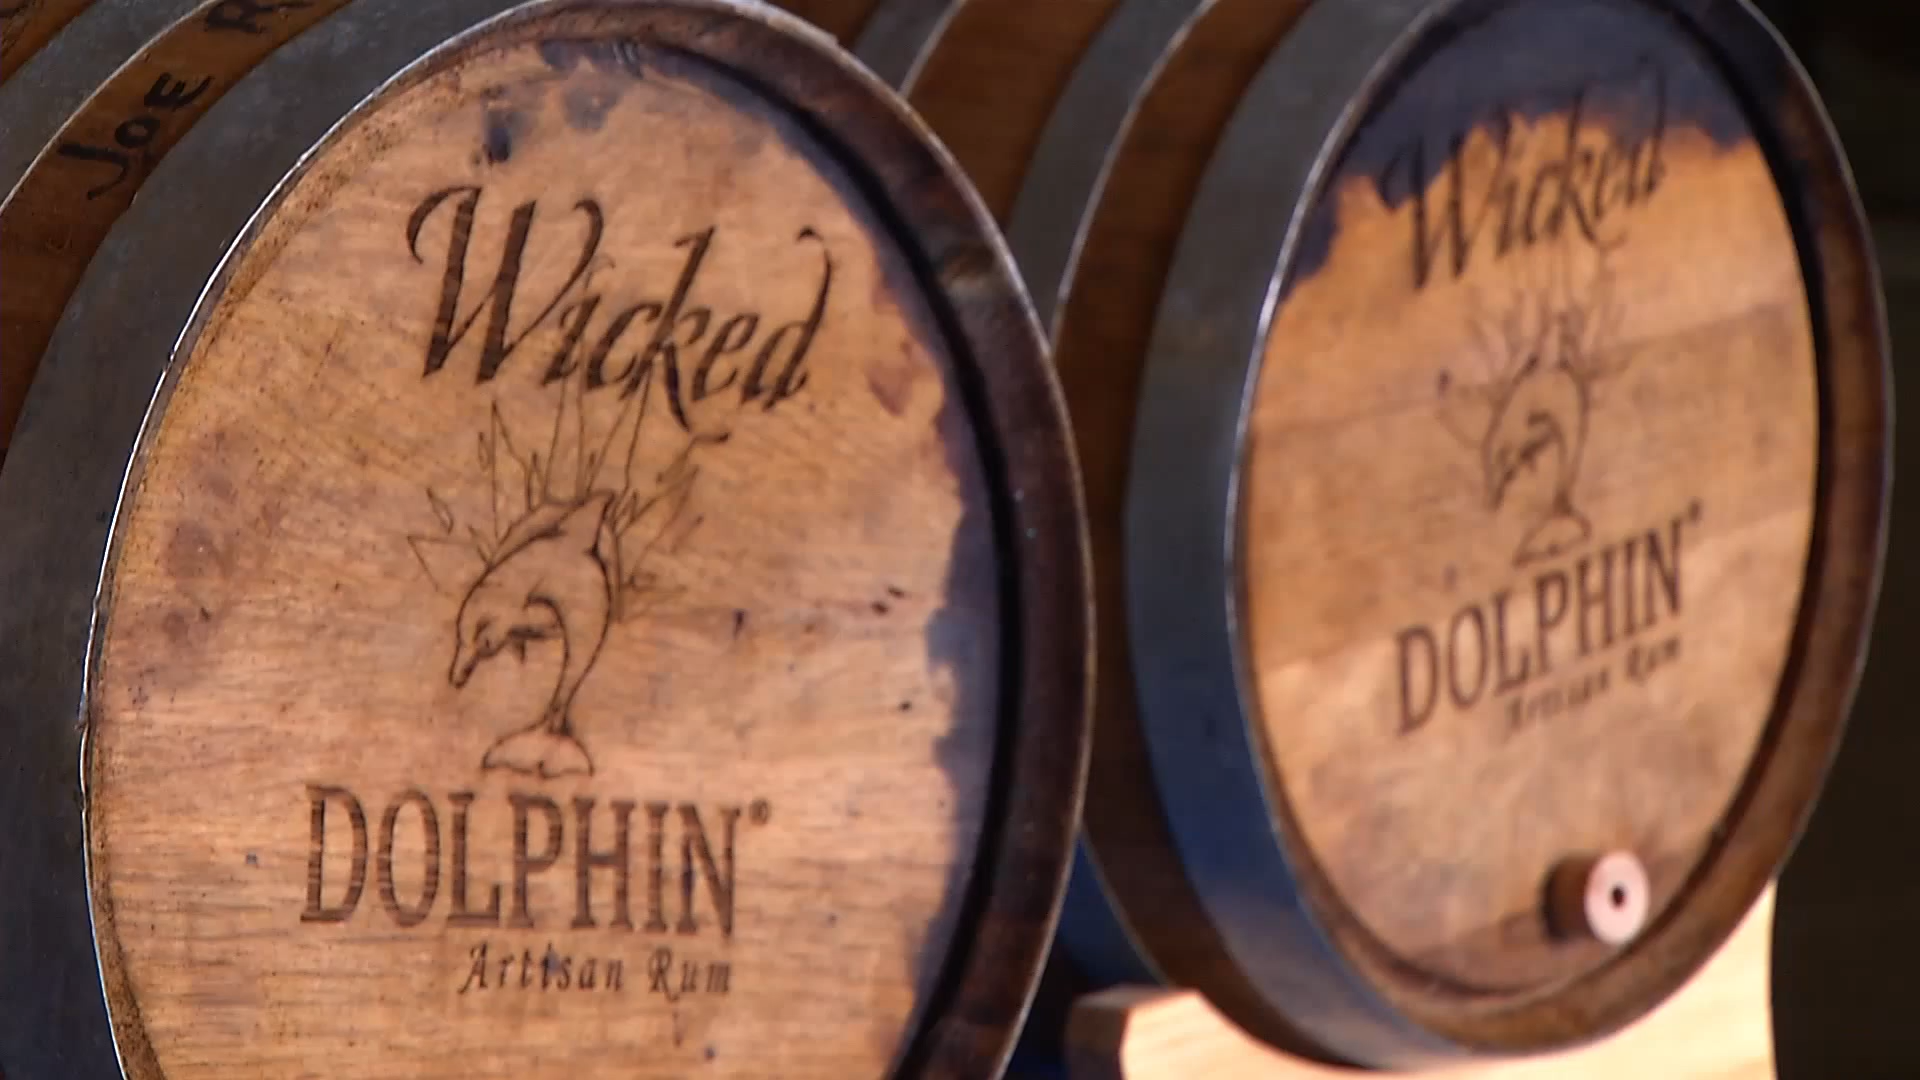 JOE R
Wicked
DOLPHIN®
Artisan Rum
Wicked
DOLPHIN®
Artisan Rum